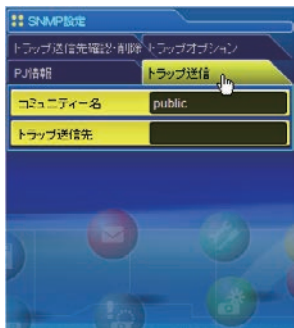 SNMP設定
トラップ送信先確認・削除 トラップオプション
PJ情報 トラップ送信
コミュニティー名 public
トラップ送信先